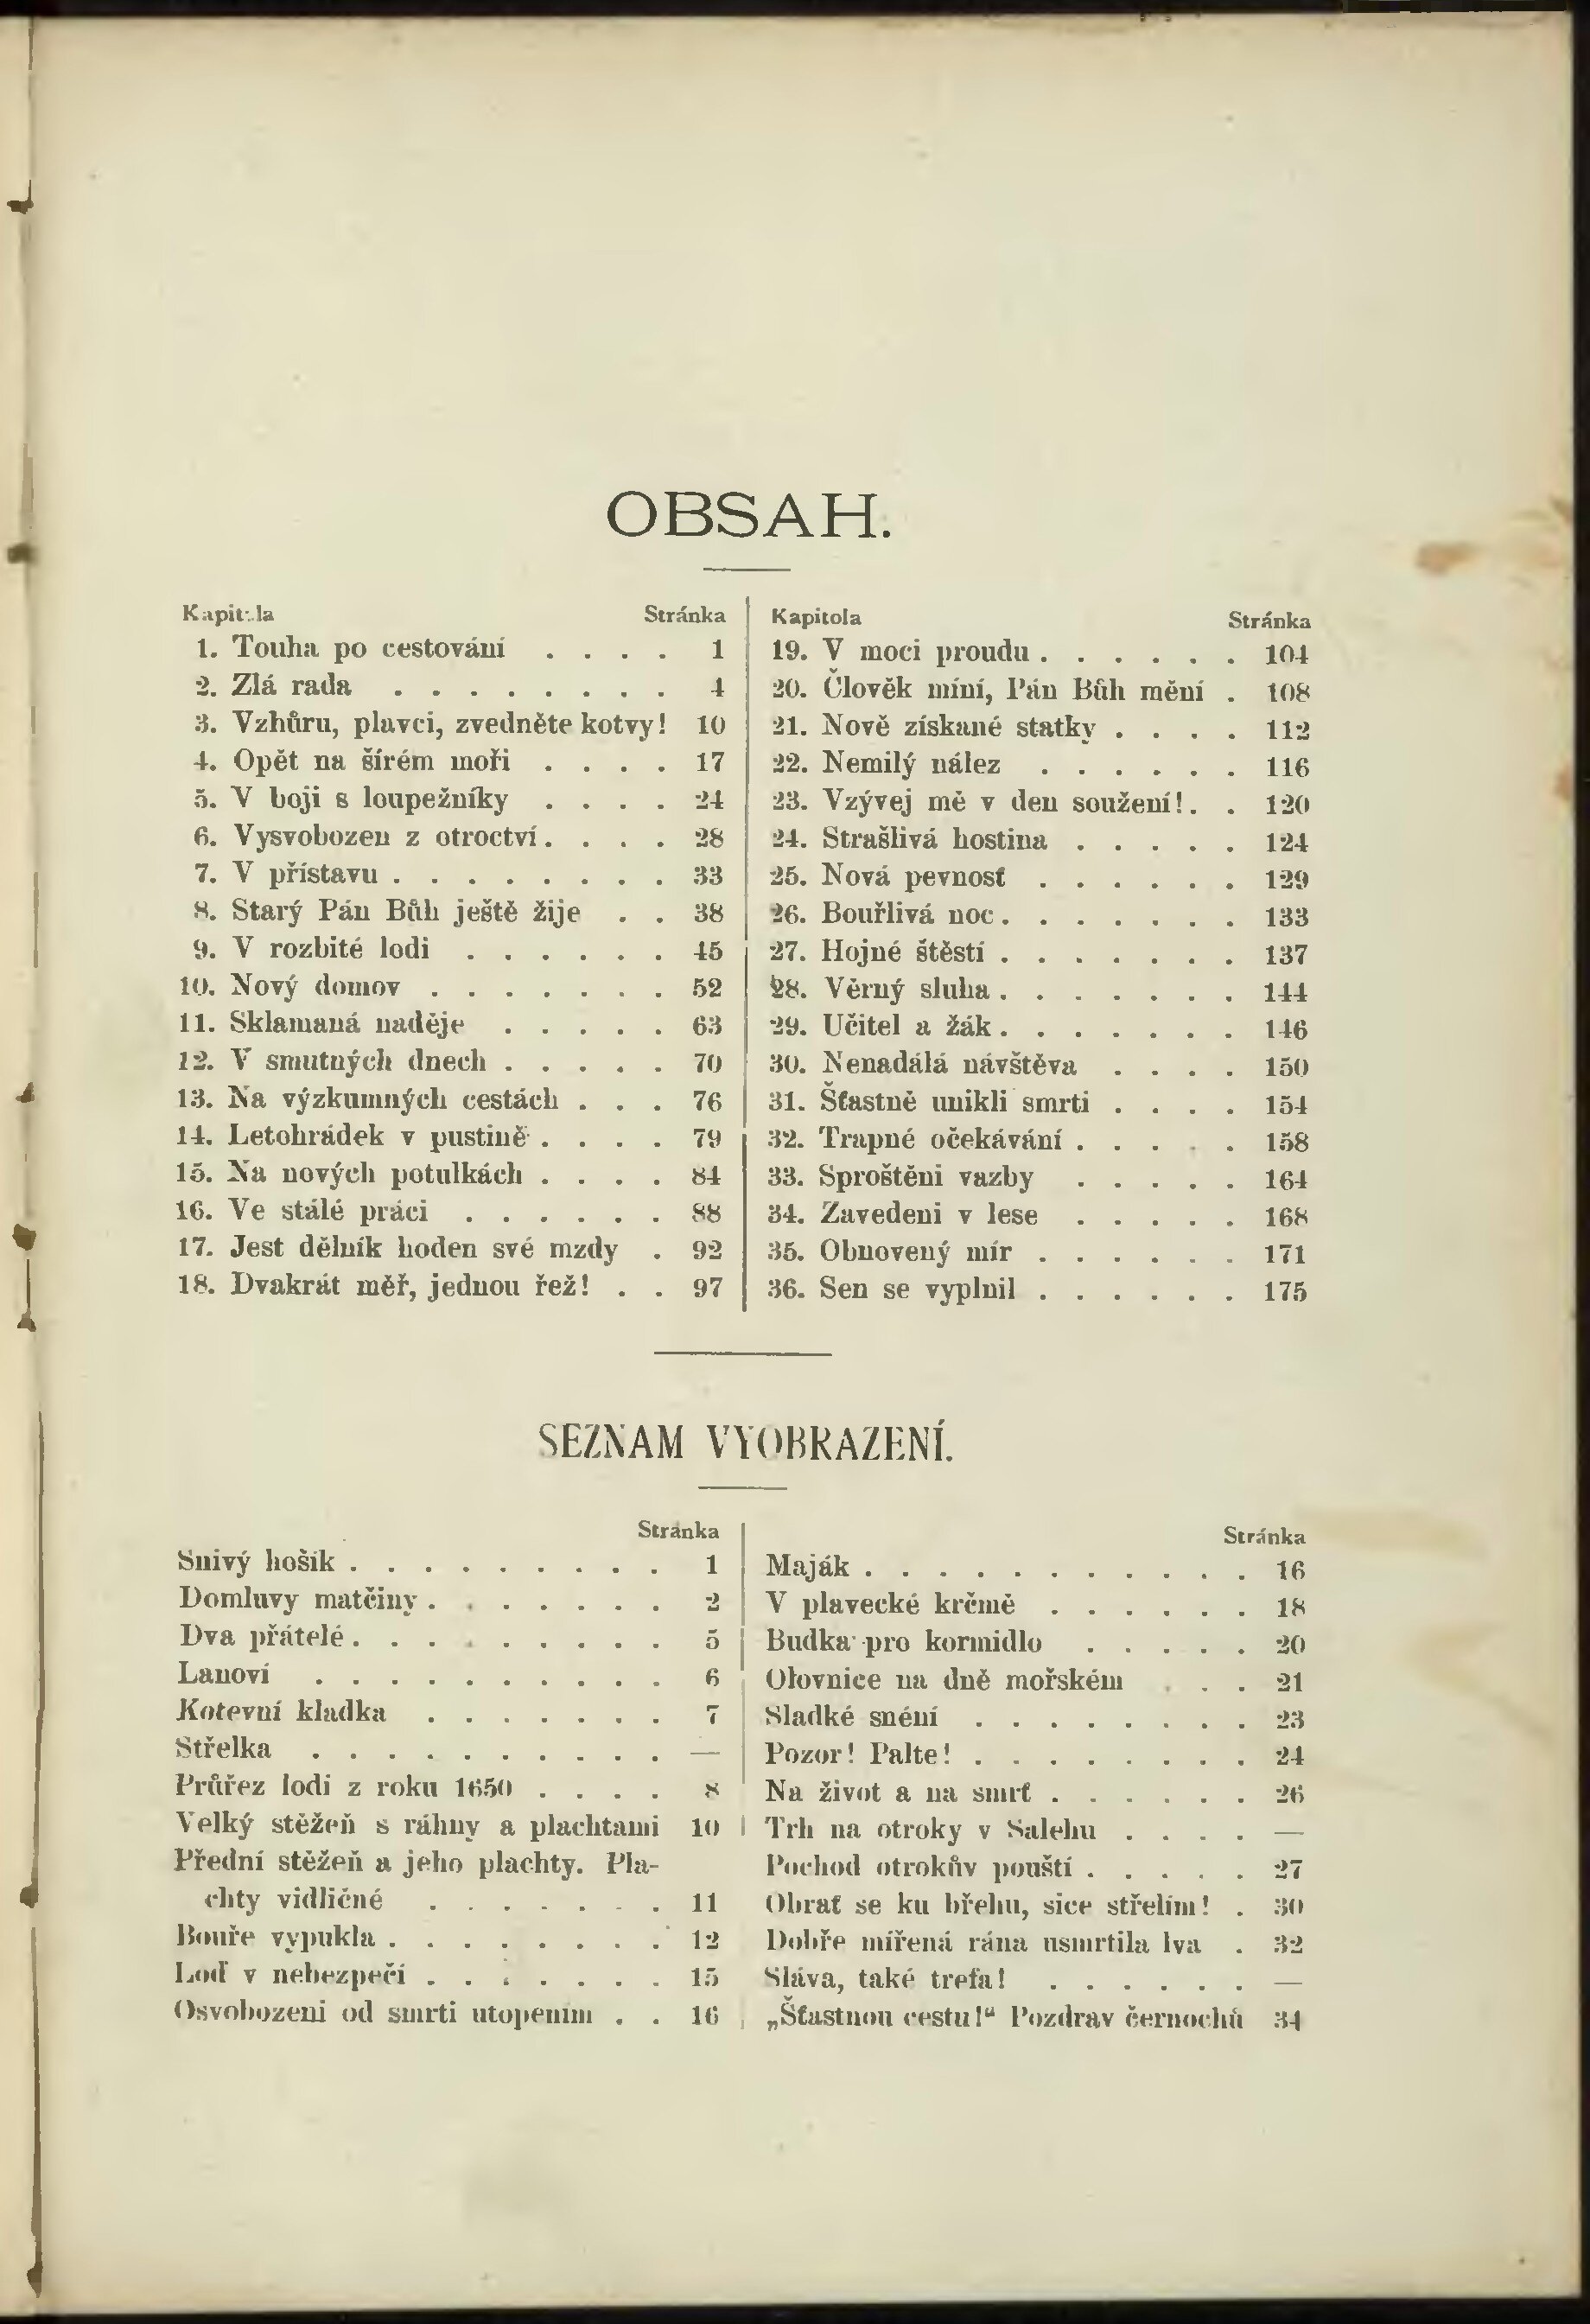 OBSAH.
Kapitola Stránka
1. Touha po cestování . . . . 1
2. Zlá rada . . . . . . . . 4
3. Vzhůru, plavci, zvedněte kotvy! 10
4. Opět na šírém moři . . . . 17
5. V boji s loupežníky . . . . 24
6. Vysvobozen z otroctví. . . . 28
7. V přístavu . . . . . . . . 33
8. Starý Pán Bůh ještě žije . . 38
9. V rozbité lodi . . . . . . 45
10. Nový domov . . . . . . . 52
11. Sklamaná naděje . . . . . 63
12. V smutných dnech . . . . . 70
13. Na výzkumných cestách . . . 76
14. Letohrádek v pustině . . . . 79
15. Na nových potulkách . . . . 84
16. Ve stálé práci . . . . . . 88
17. Jest dělník hoden své mzdy . 92
18. Dvakrát měř, jednou řež! . . 97
Kapitola Stránka
19. V moci proudu . . . . . . 104
20. Člověk míní, Pán Bůh mění . 108
21. Nově získané statky . . . . 112
22. Nemilý nález . . . . . . 116
23. Vzývej mě v den soužení!. . 120
24. Strašlivá hostina . . . . . 124
25. Nová pevnosť . . . . . . 129
26. Bouřlivá noc . . . . . . . 133
27. Hojné štěstí . . . . . . . 137
28. Věrný sluha . . . . . . . 144
29. Učitel a žák . . . . . . . 146
30. Nenadálá návštěva . . . . 150
31. Šťastně unikli smrti . . . . 154
32. Trapné očekávání . . . . . 158
33. Sproštěni vazby . . . . . 164
34. Zavedeni v lese . . . . . 168
35. Obnovený mír . . . . . . 171
36. Sen se vyplnil . . . . . . 175
SEZNAM VYOBRAZENÍ.
Stránka
Snivý hošík . . . . . . . . . 1
Domluvy matčiny . . . . . . . 2
Dva přátelé . . . . . . . . . 5
Lanoví . . . . . . . . . . 6
Kotevní kladka . . . . . . . 7
Střelka . . . . . . . . . . —
Průřez lodi z roku 1650 . . . . 8
Velký stěžeň s ráhny a plachtami 10
Přední stěžeň a jeho plachty. Pla-
chty vidličné . . . . . . . 11
Bouře vypukla . . . . . . . . 12
Loď v nebezpečí . . . . . . . 15
Osvobozeni od smrti utopením . . 16
Stránka
Maják . . . . . . . . . . . 16
V plavecké krčmě . . . . . . 18
Budka pro kormidlo . . . . . 20
Olovnice na dně mořském . . . 21
Sladké snění . . . . . . . . 23
Pozor! Palte! . . . . . . . . 24
Na život a na smrť . . . . . . 26
Trh na otroky v Salehu . . . . —
Pochod otrokův pouští . . . . . 27
Obrať se ku břehu, sice střelím! . 30
Dobře mířená rána usmrtila lva . 32
Sláva, také trefa! . . . . . . —
„Šťastnou cestu!“ Pozdrav černochů 34